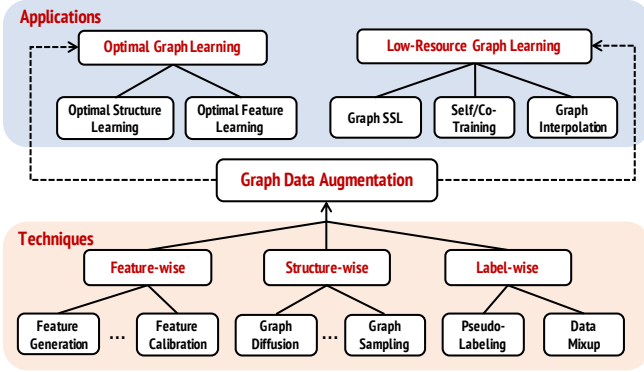 Applications
Optimal Graph Learning
Low-Resource Graph Learning
Optimal Structure
Learning
Optimal Feature
Learning
Graph SSL
Self/Co-
Training
Graph
Interpolation
Graph Data Augmentation
Techniques
Feature-wise
Structure-wise
Label-wise
Feature
Generation
...
Feature
Calibration
Graph
Diffusion
...
Graph
Sampling
Pseudo-
Labeling
Data
Mixup